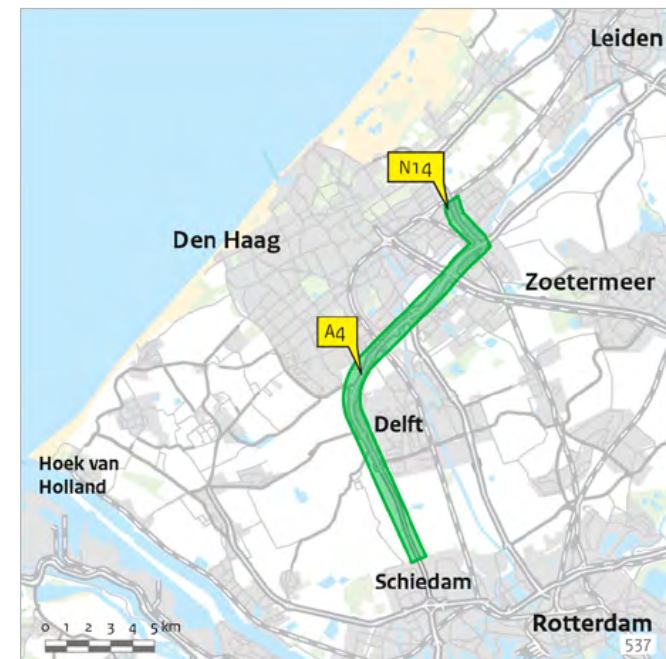 Leiden
N14
Den Haag
Zoetermeer
A4
Delft
Hoek van
Holland
Schiedam
0 1 2 3 4 5 km
Rotterdam
537